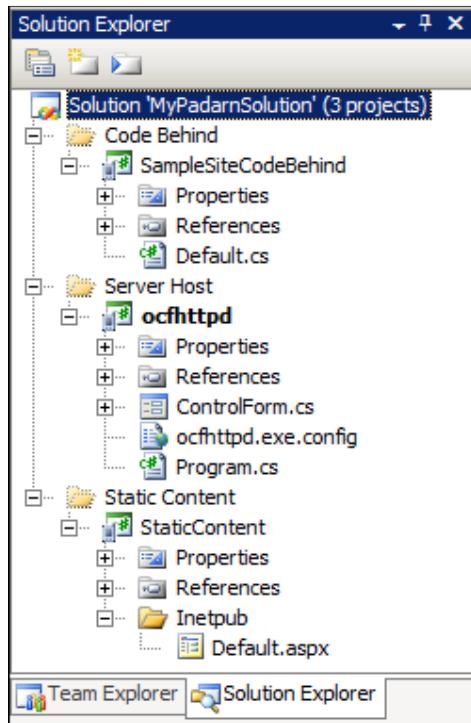 Solution Explorer
Solution 'MyPadarnSolution' (3 projects)
Code Behind
SampleSiteCodeBehind
Properties
References
Default.cs
Server Host
ocfhttpd
Properties
References
ControlForm.cs
ocfhttpd.exe.config
Program.cs
Static Content
StaticContent
Properties
References
Inetpub
Default.aspx
Team Explorer Solution Explorer